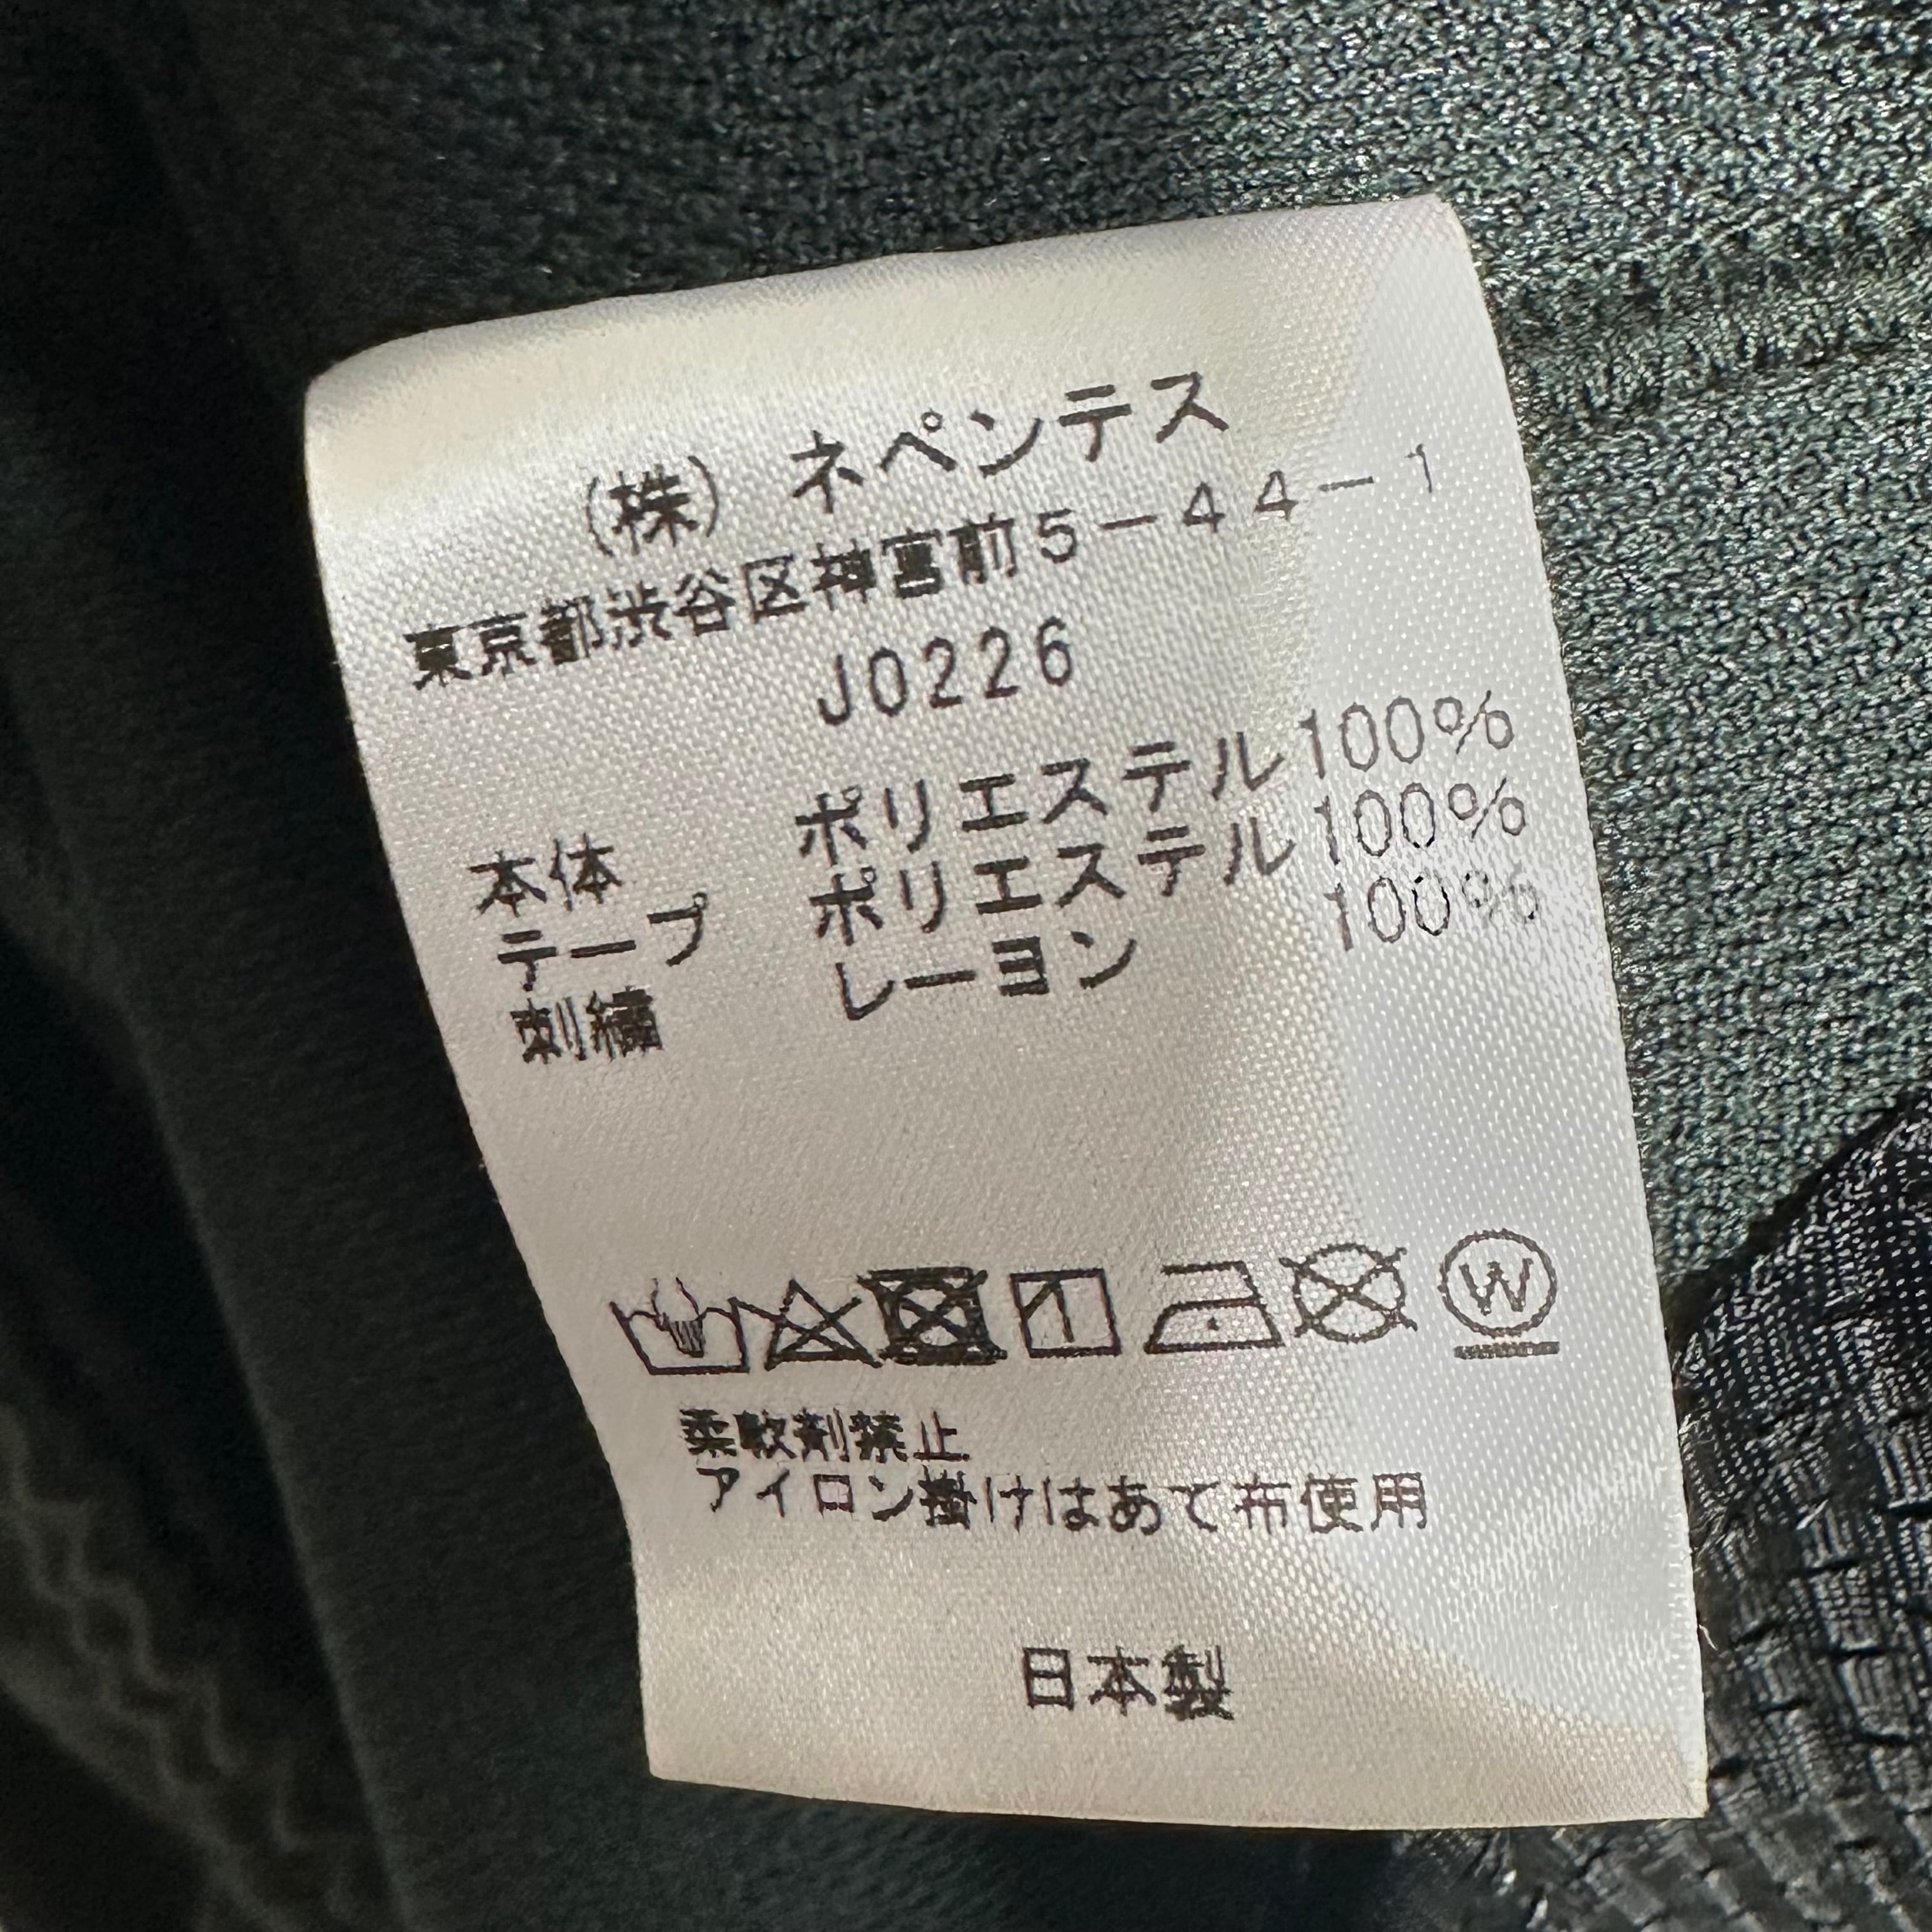 （株） ネペンテス
東京都渋谷区神宮前５－４４－１
J0226
本体 ポリエステル100%
テープ ポリエステル100%
刺繍 レーヨン 100%
W
柔軟剤禁止
アイロン掛けはあて布使用
日本製